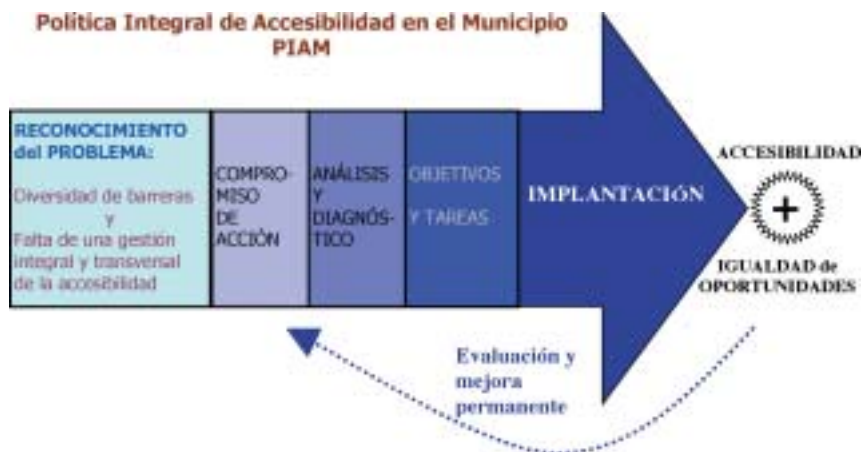 Política Integral de Accesibilidad en el Municipio
PIAM
RECONOCIMIENTO
del PROBLEMA:
Diversidad de barreras
y
Falta de una gestión
integral y transversal
de la accesibilidad
COMPRO-
MISO
DE
ACCIÒN
ANÁLISIS
Y
DIAGNÓS-
TICO
OBJETIVOS
Y TAREAS
IMPLANTACIÓN
ACCESIBILIDAD
+
IGUALDAD de
OPORTUNIDADES
Evaluación y
mejora
permanente